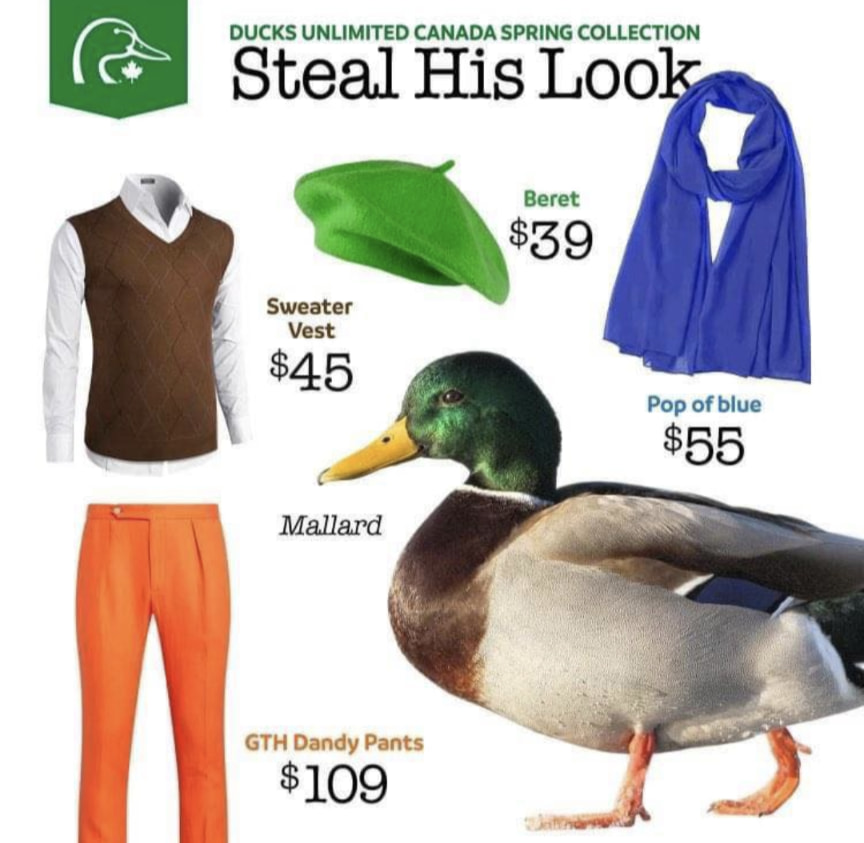 DUCKS UNLIMITED CANADA SPRING COLLECTION
Steal His Look
Beret
$39
Sweater
Vest
$45
Pop of blue
$55
Mallard
GTH Dandy Pants
$109